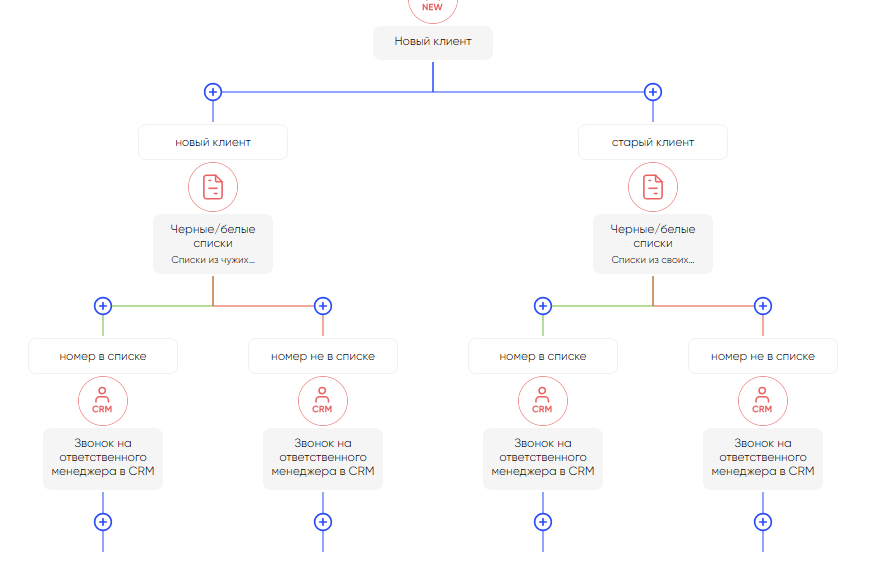 NEW
Новый клиент
новый клиент
старый клиент
Черные/белые
списки
Списки из чужих...
Черные/белые
списки
Списки из своих...
номер в списке
номер не в списке
номер в списке
номер не в списке
CRM
CRM
CRM
CRM
Звонок на
ответственного
менеджера в CRM
Звонок на
ответственного
менеджера в CRM
Звонок на
ответственного
менеджера в CRM
Звонок на
ответственного
менеджера в CRM